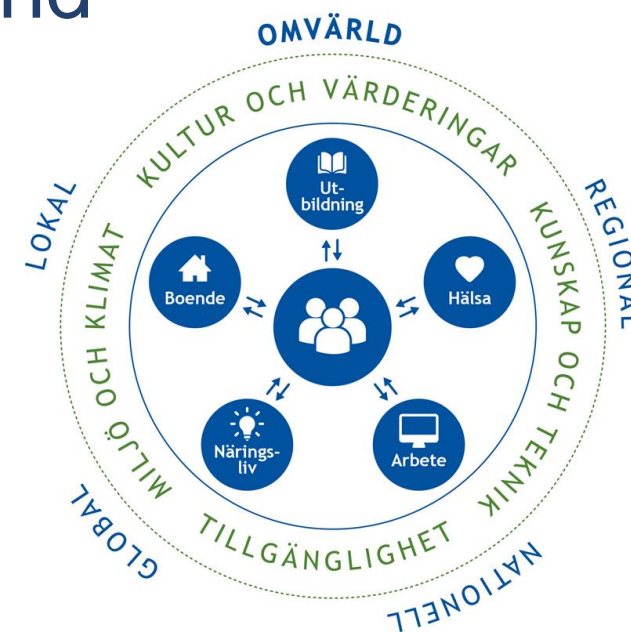 OMVÄRLD
KULTUR OCH VÄRDERINGAR
LOKAL
REGIONAL
KUNSKAP OCH TEKNIK
MILJÖ OCH KLIMAT
Ut-
bildning
Boende
Hälsa
Närings-
liv
Arbete
TILLGÄNGLIGHET
GLOBAL
NATIONELL